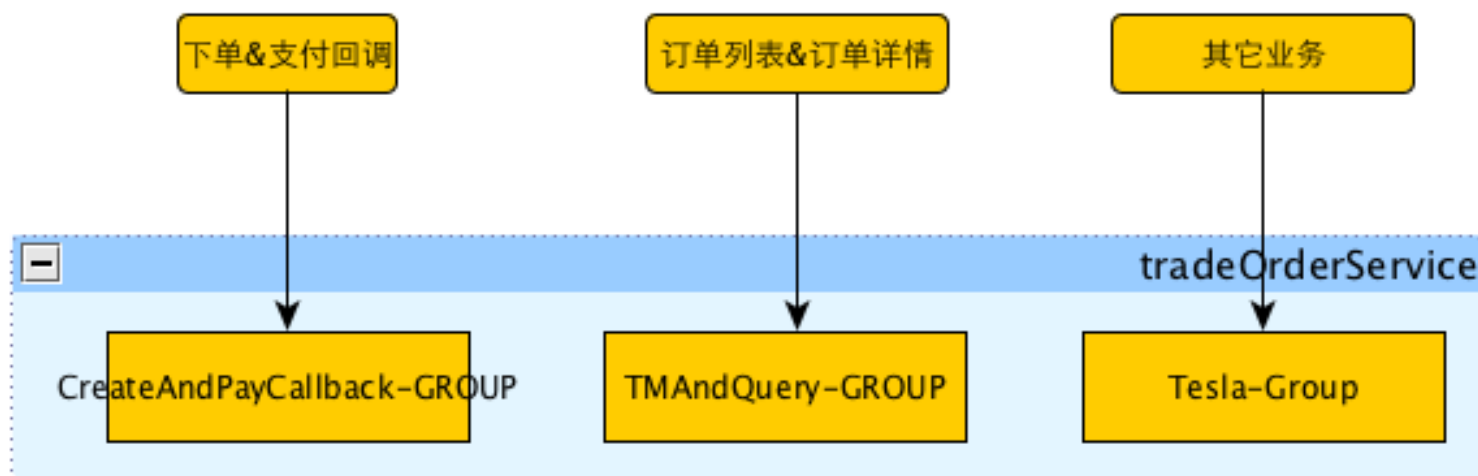 下单&支付回调
订单列表&订单详情
其它业务
tradeOrderService
CreateAndPayCallback-GROUP
TMAndQuery-GROUP
Tesla-Group